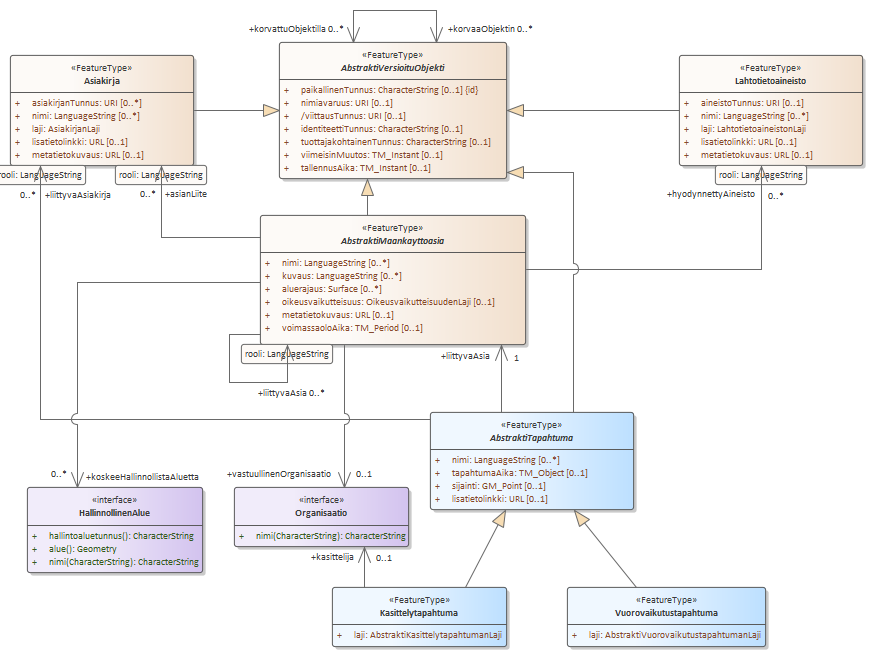 +korvattuObjektilla 0..*
+korvaaObjektin 0..*
«FeatureType»
Asiakirja
+ asiakirjanTunnus: URI [0..*]
+ nimi: LanguageString [0..*]
+ laji: AsiakirjanLaji
+ lisatietolinkki: URL [0..1]
+ metatietokuvaus: URL [0..1]
«FeatureType»
AbstraktiVersioituObjekti
+ paikallinenTunnus: CharacterString [0..1] {id}
+ nimiavaruus: URI [0..1]
+ /viittausTunnus: URI [0..1]
+ identiteettiTunnus: CharacterString [0..1]
+ tuottajakohtainenTunnus: CharacterString [0..1]
+ viimeisinMuutos: TM_Instant [0..1]
+ tallennusAika: TM_Instant [0..1]
«FeatureType»
Lahtotietoaineisto
+ aineistoTunnus: URI [0..1]
+ nimi: LanguageString [0..*]
+ laji: LahtotietoaineistonLaji
+ lisatietolinkki: URL [0..1]
+ metatietokuvaus: URL [0..1]
rooli: LanguageString
rooli: LanguageString
rooli: LanguageString
0..* +liittyvaAsiakirja
0..* +asianLiite
+hyodynnettyAineisto 0..*
«FeatureType»
AbstraktiMaankayttoasia
+ nimi: LanguageString [0..*]
+ kuvaus: LanguageString [0..*]
+ aluerajaus: Surface [0..*]
+ oikeusvaikutteisuus: OikeusvaikutteisuudenLaji [0..1]
+ metatietokuvaus: URL [0..1]
+ voimassaoloAika: TM_Period [0..1]
rooli: LanguageString
+liittyvaAsia 0..*
+liittyvaAsia 1
«FeatureType»
AbstraktiTapahtuma
+ nimi: LanguageString [0..*]
+ tapahtumaAika: TM_Object [0..1]
+ sijainti: GM_Point [0..1]
+ lisatietolinkki: URL [0..1]
0..* +koskeeHallinnollistaAluetta
+vastuullinenOrganisaatio 0..1
«interface»
HallinnollinenAlue
+ hallintoaluetunnus(): CharacterString
+ alue(): Geometry
+ nimi(CharacterString): CharacterString
«interface»
Organisaatio
+ nimi(CharacterString): CharacterString
+kasittelija 0..1
«FeatureType»
Kasittelytapahtuma
+ laji: AbstraktiKasittelytapahtumanLaji
«FeatureType»
Vuorovaikutustapahtuma
+ laji: AbstraktiVuorovaikutustapahtumanLaji